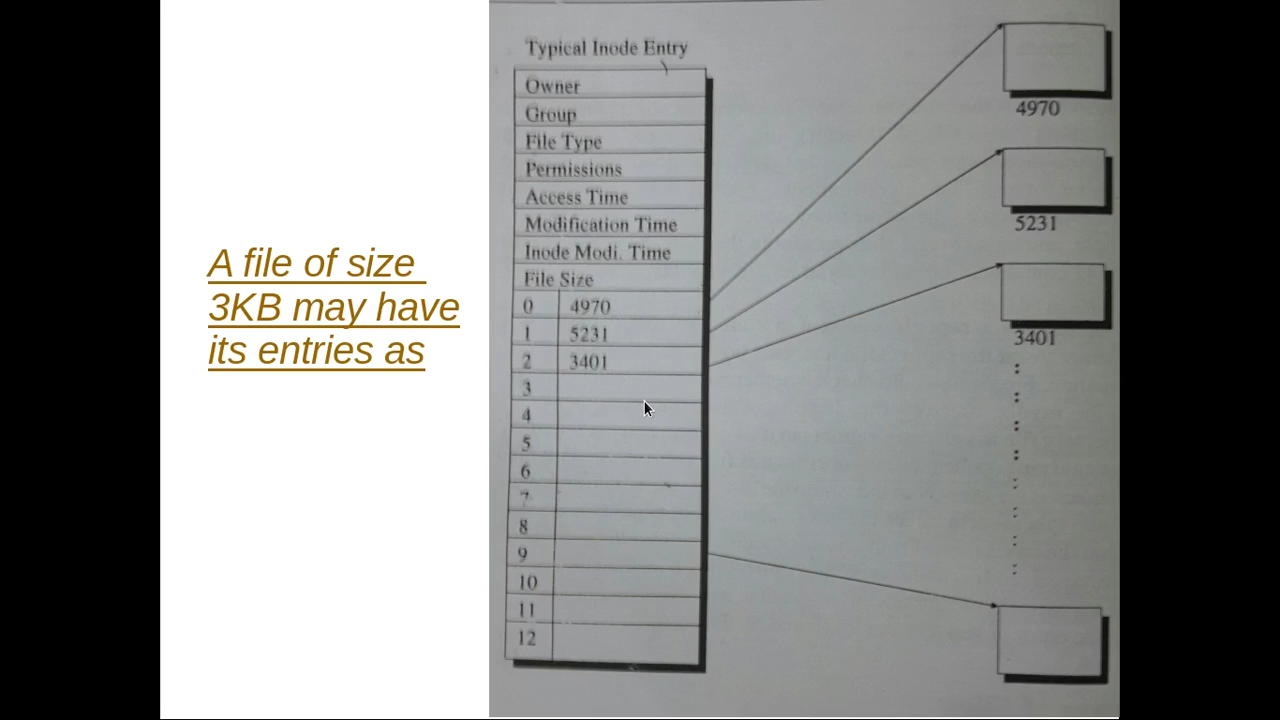 A file of size
3KB may have
its entries as
Typical Inode Entry
Owner
Group
File Type
Permissions
Access Time
Modification Time
Inode Modi. Time
File Size
0 4970
1 5231
2 3401
3
4
5
6
7
8
9
10
11
12
4970
5231
3401